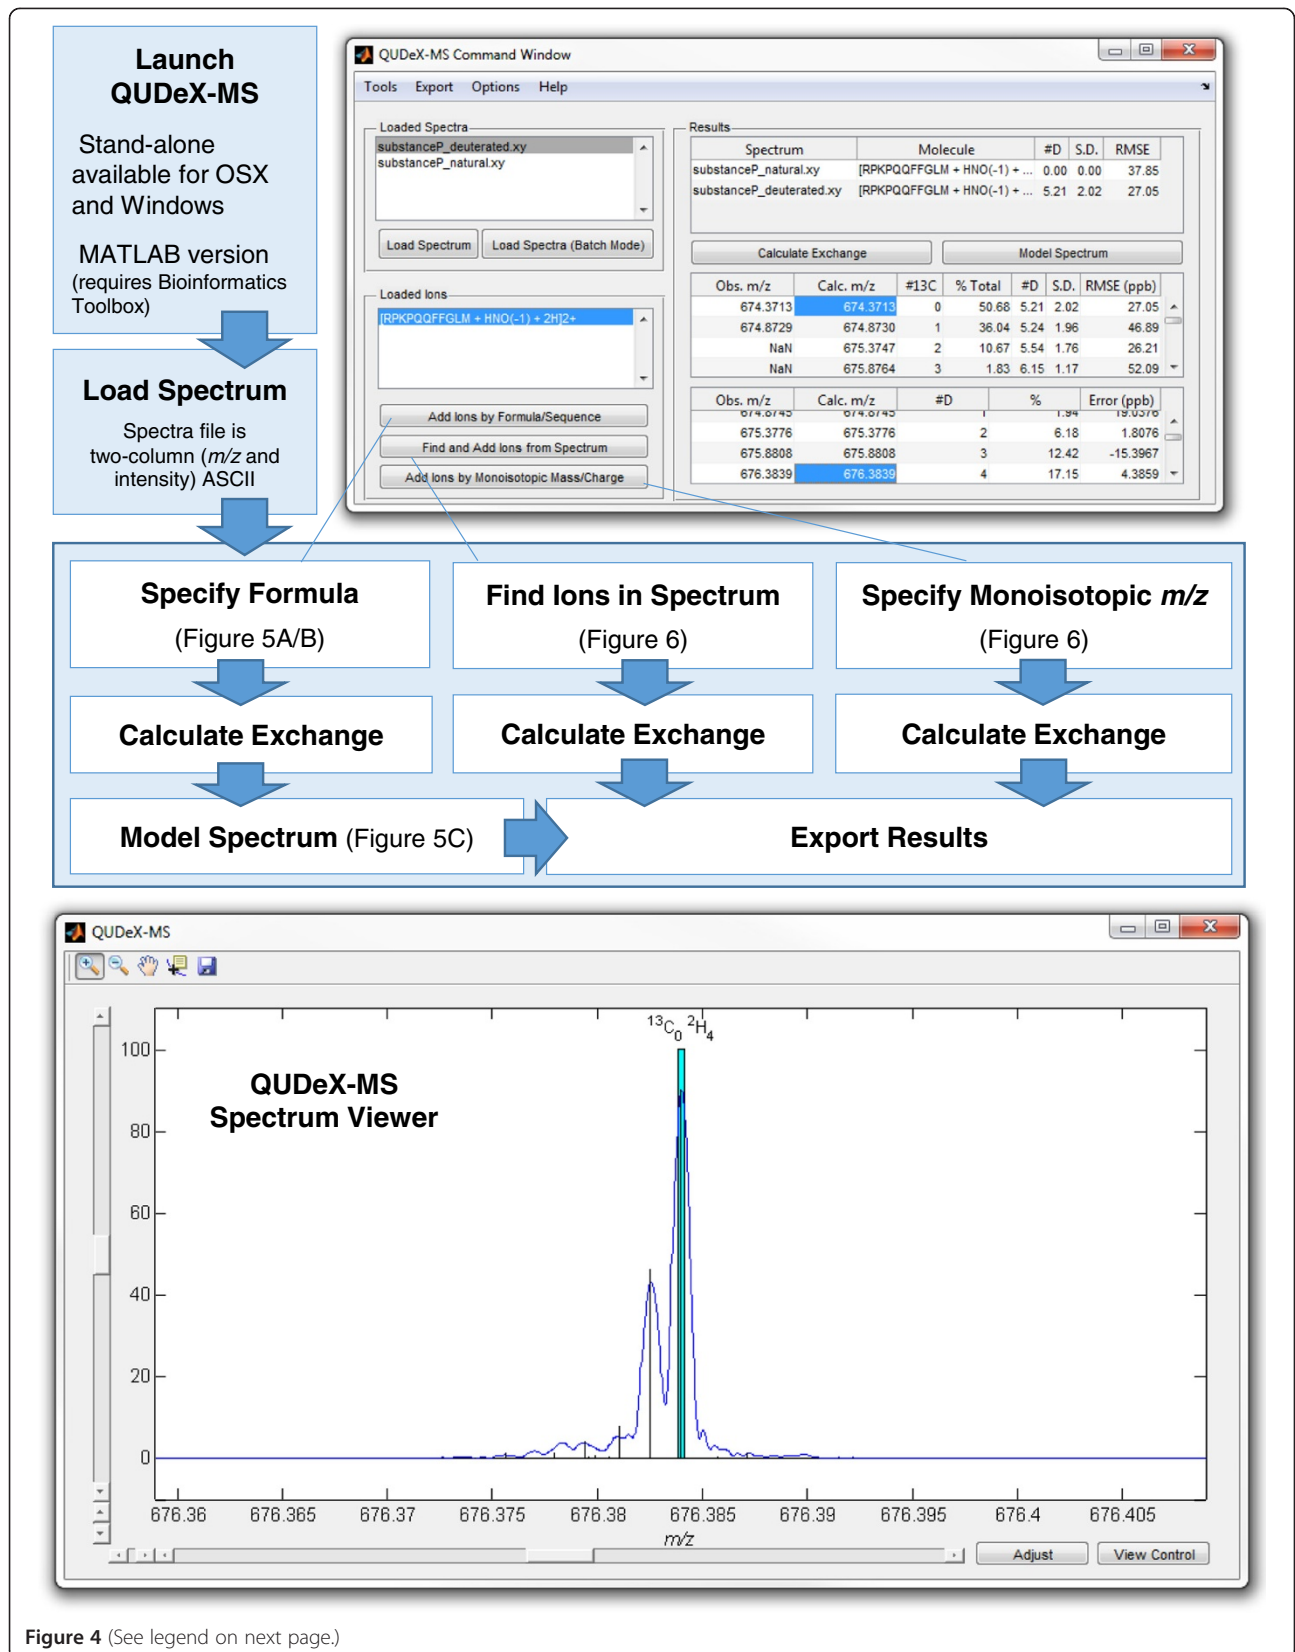 Launch
QUDeX-MS
Stand-alone
available for OSX
and Windows
MATLAB version
(requires Bioinformatics
Toolbox)
Load Spectrum
Spectra file is
two-column (m/z and
intensity) ASCII
QUDeX-MS Command Window
Tools Export Options Help
Loaded Spectra
substanceP_deuterated.xy
substanceP_natural.xy
Load Spectrum Load Spectra (Batch Mode)
Loaded Ions
[RPKPQQFFGLM + HNO(-1) + 2H]2+
Add Ions by Formula/Sequence
Find and Add Ions from Spectrum
Add Ions by Monoisotopic Mass/Charge
Results
Spectrum Molecule #D S.D. RMSE
substanceP_natural.xy [RPKPQQFFGLM + HNO(-1) + ... 0.00 0.00 37.85
substanceP_deuterated.xy [RPKPQQFFGLM + HNO(-1) + ... 5.21 2.02 27.05
Calculate Exchange Model Spectrum
Obs. m/z Calc. m/z #13C % Total #D S.D. RMSE (ppb)
674.3713 674.3713 0 50.68 5.21 2.02 27.05
674.8729 674.8730 1 36.04 5.24 1.96 46.89
NaN 675.3747 2 10.67 5.54 1.76 26.21
NaN 675.8764 3 1.83 6.15 1.17 52.09
Obs. m/z Calc. m/z #D % Error (ppb)
674.8745 674.8745 1 1.94 19.0376
675.3776 675.3776 2 6.18 1.8076
675.8808 675.8808 3 12.42 -15.3967
676.3839 676.3839 4 17.15 4.3859
Specify Formula
(Figure 5A/B)
Find Ions in Spectrum
(Figure 6)
Specify Monoisotopic m/z
(Figure 6)
Calculate Exchange
Calculate Exchange
Calculate Exchange
Model Spectrum (Figure 5C)
Export Results
QUDeX-MS
13C0 2H4
QUDeX-MS
Spectrum Viewer
100
80
60
40
20
0
676.36 676.365 676.37 676.375 676.38 676.385 676.39 676.395 676.4 676.405
m/z
Adjust View Control
Figure 4 (See legend on next page.)